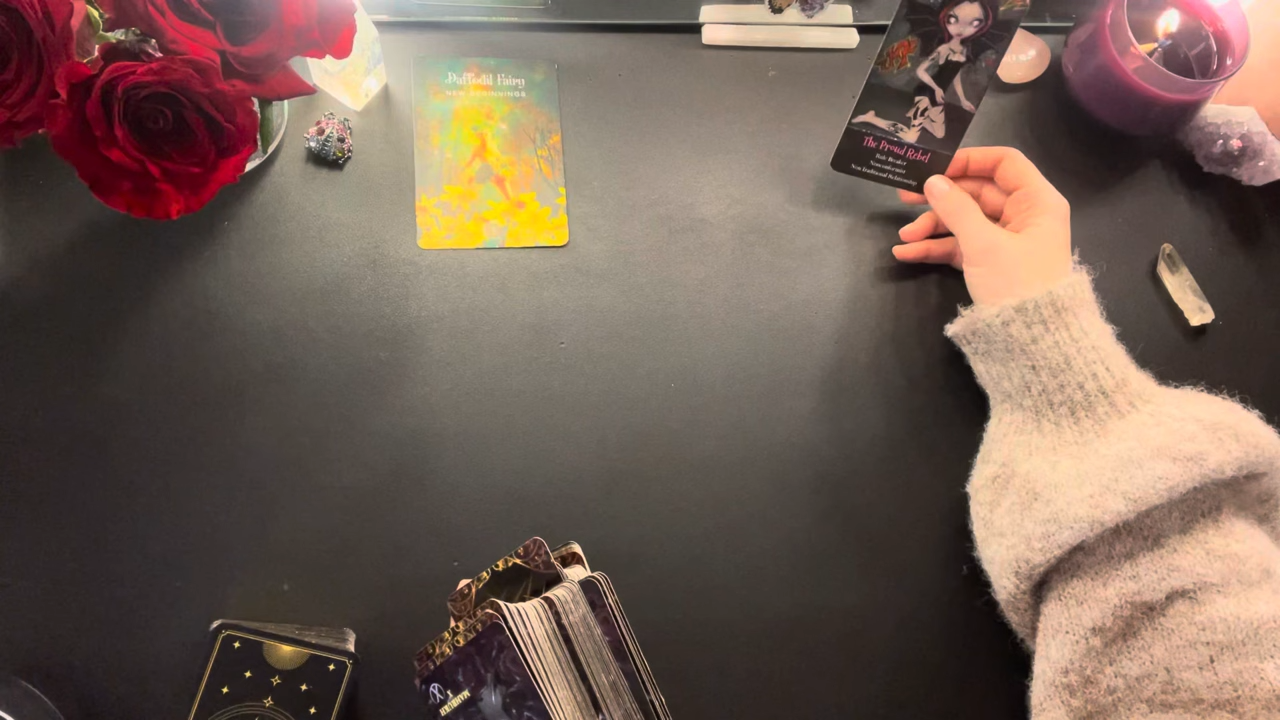 Daffodil Fairy
NEW BEGINNINGS
The Proud Rebel
Rule Breaker
Nonconformist
Non-Traditional Relationship